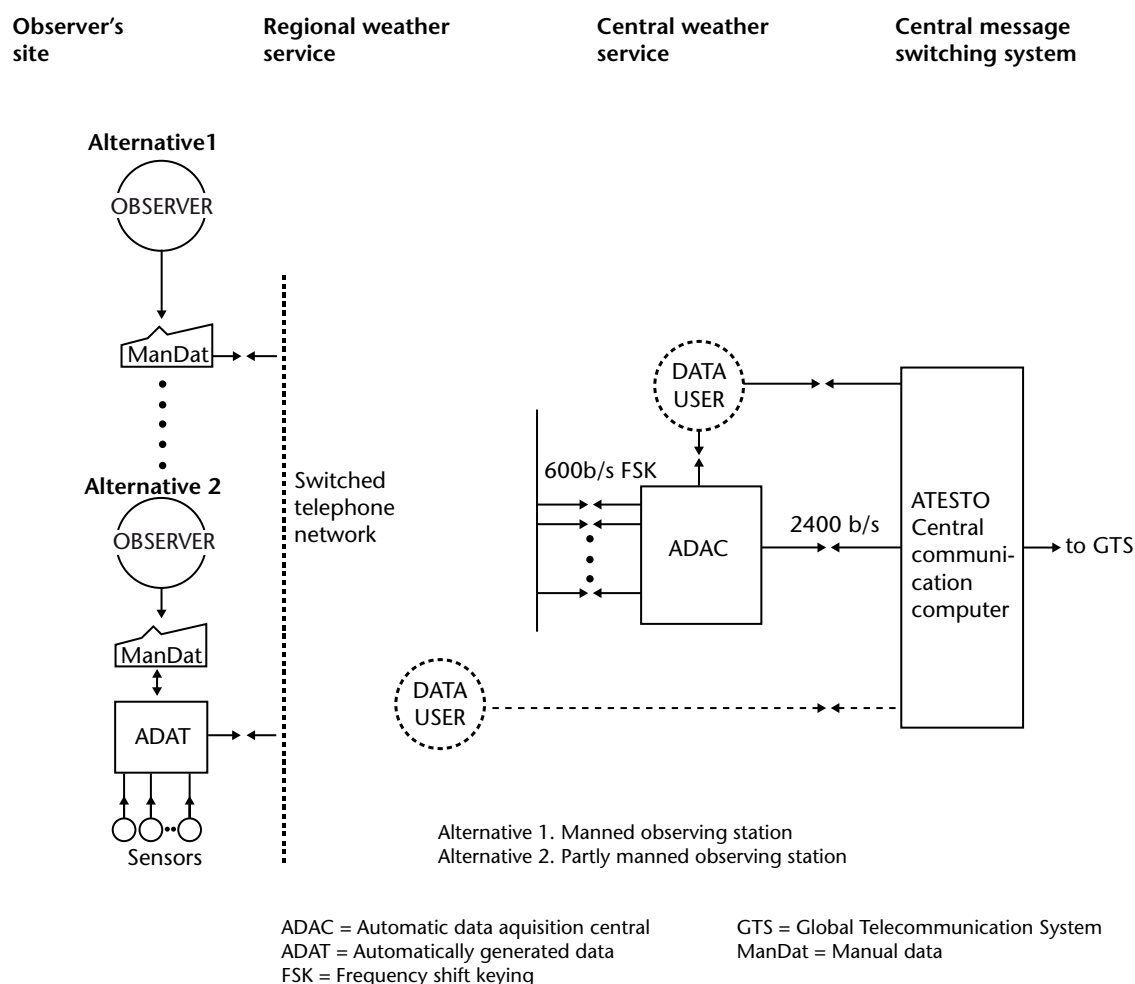 Observer's
site
Regional weather
service
Central weather
service
Central message
switching system
Alternative1
OBSERVER
ManDat
Alternative 2
OBSERVER
ManDat
ADAT
Sensors
Switched
telephone
network
600b/s FSK
DATA
USER
ADAC
2400 b/s
ATESTO
Central
communi-
cation
computer
to GTS
DATA
USER
Alternative 1. Manned observing station
Alternative 2. Partly manned observing station
ADAC = Automatic data aquisition central
ADAT = Automatically generated data
FSK = Frequency shift keying
GTS = Global Telecommunication System
ManDat = Manual data